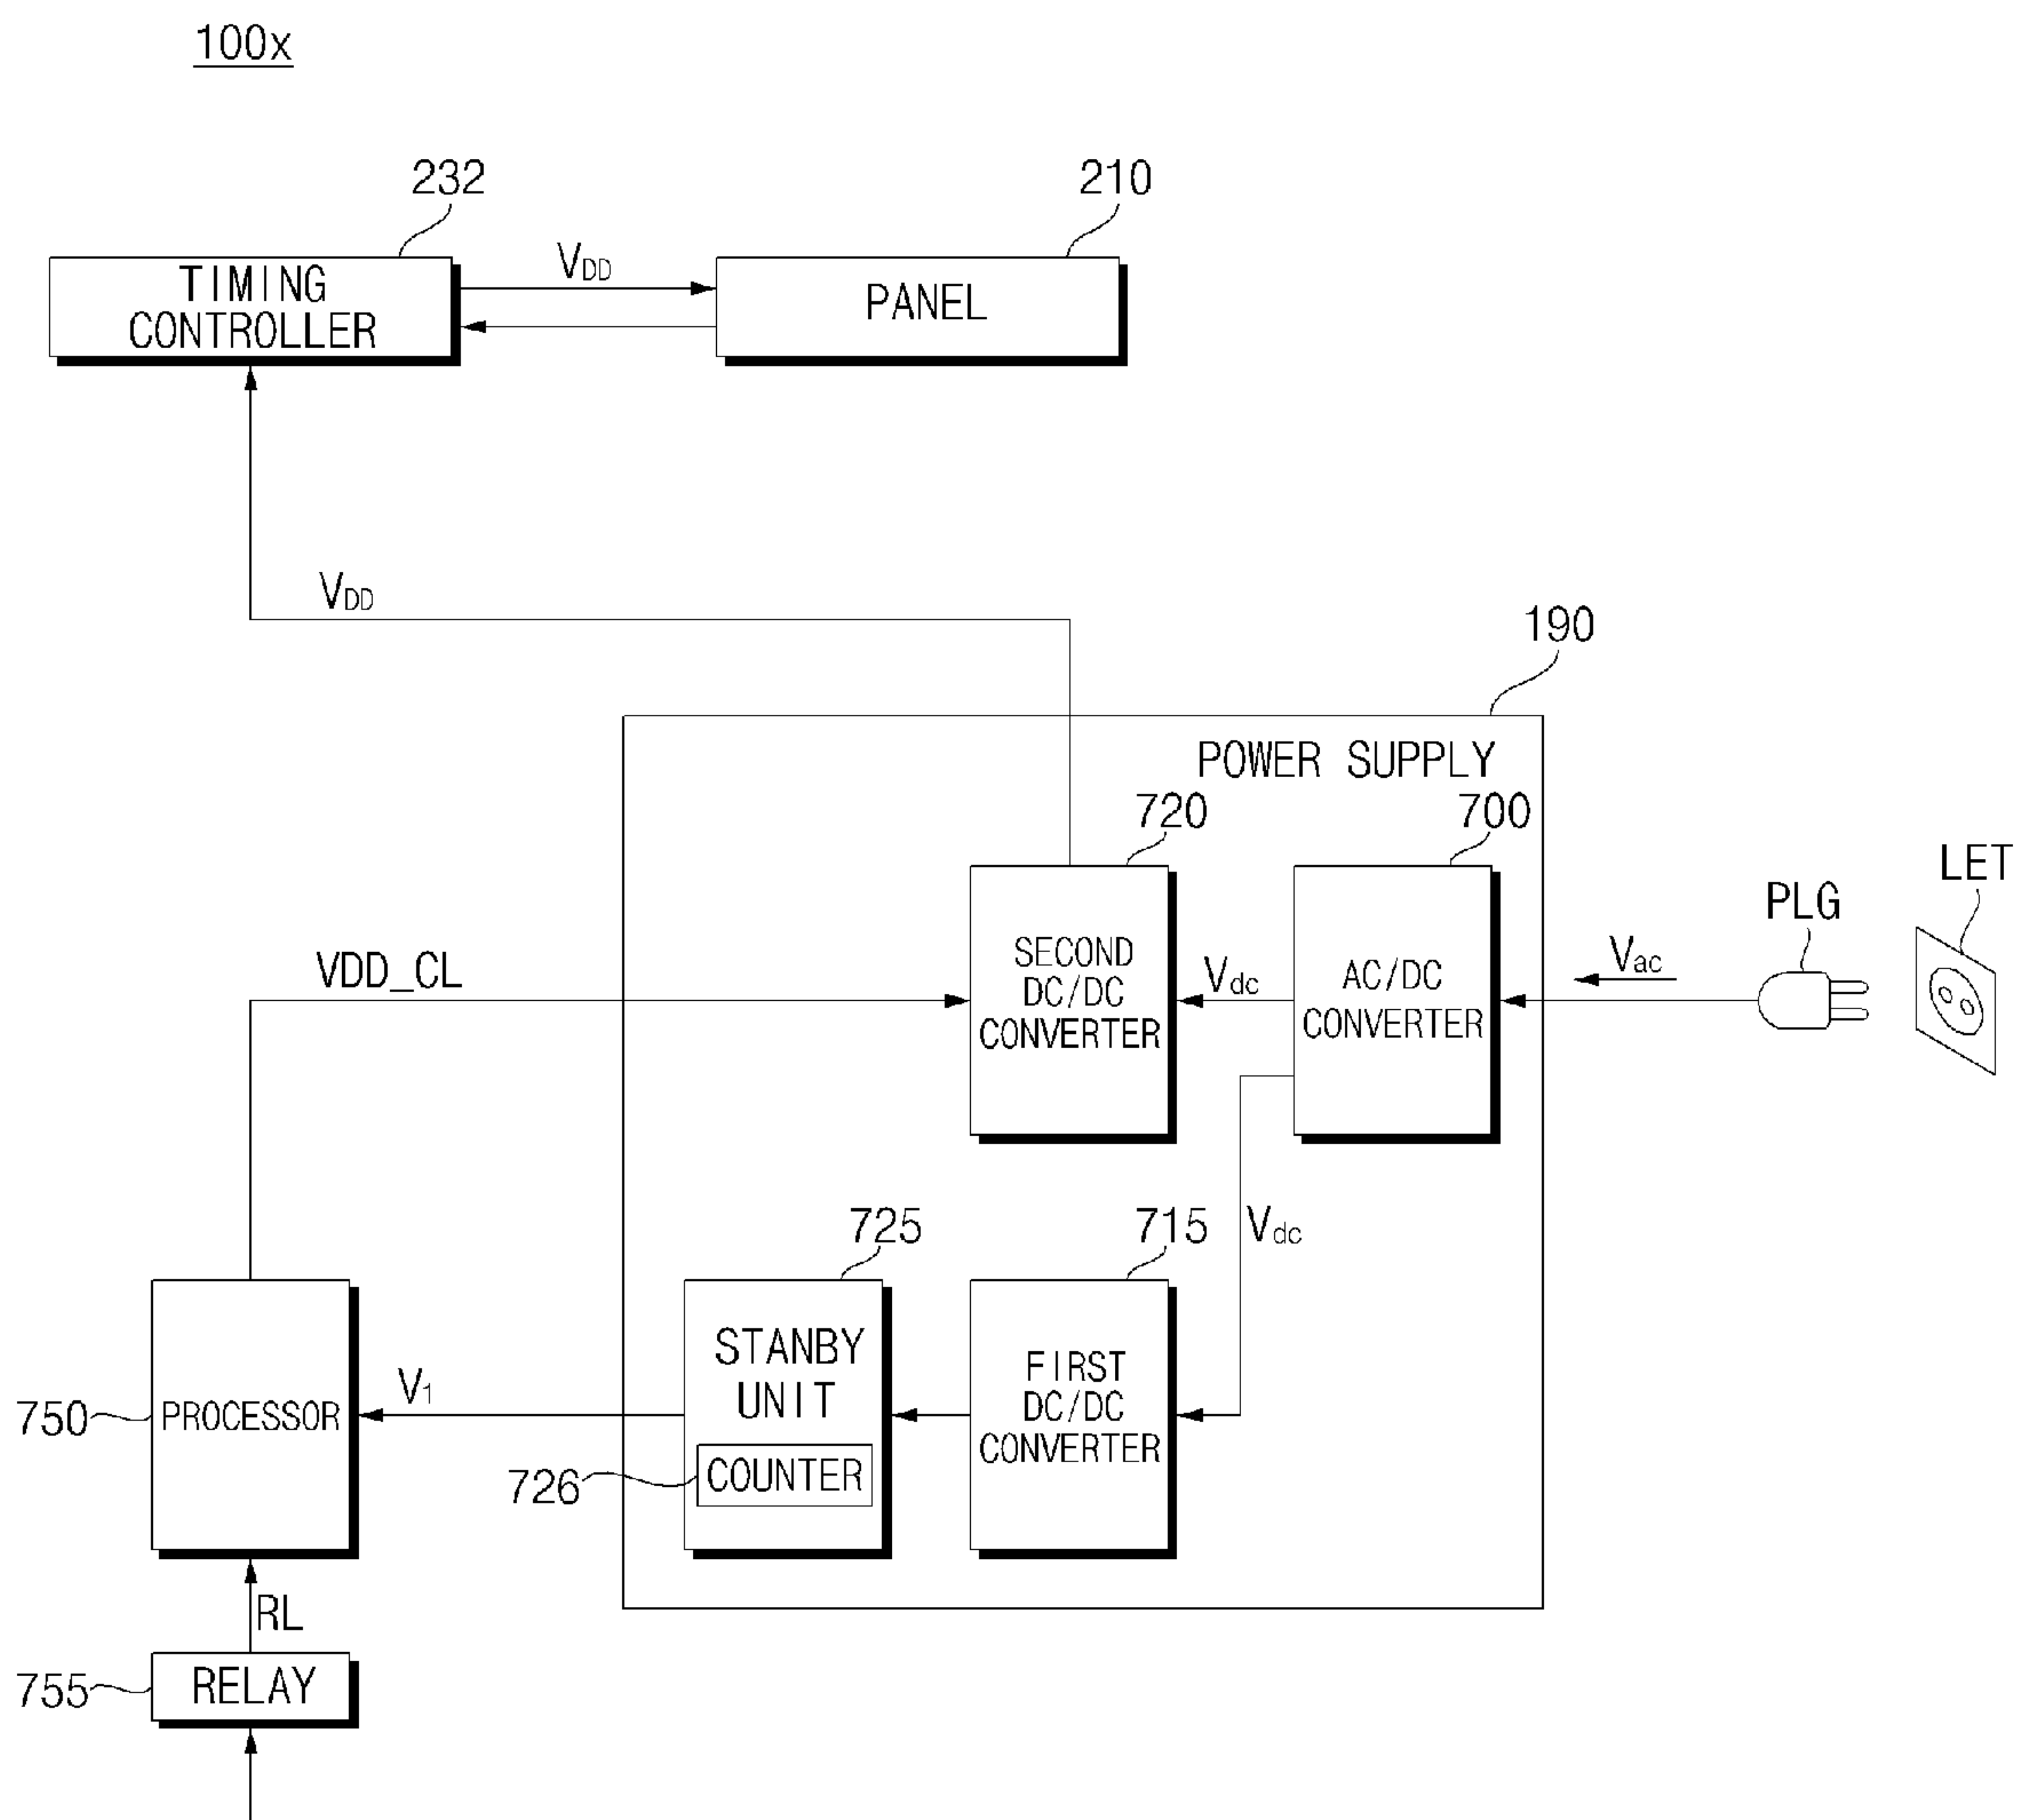 100x
232
210
TIMING
CONTROLLER
VDD
PANEL
VDD
190
POWER SUPPLY
720
700
LET
PLG
SECOND
DC/DC
CONVERTER
Vdc
AC/DC
CONVERTER
Vac
VDD_CL
725
715
Vdc
STANBY
UNIT
COUNTER
726
FIRST
DC/DC
CONVERTER
V1
750
PROCESSOR
RL
755
RELAY